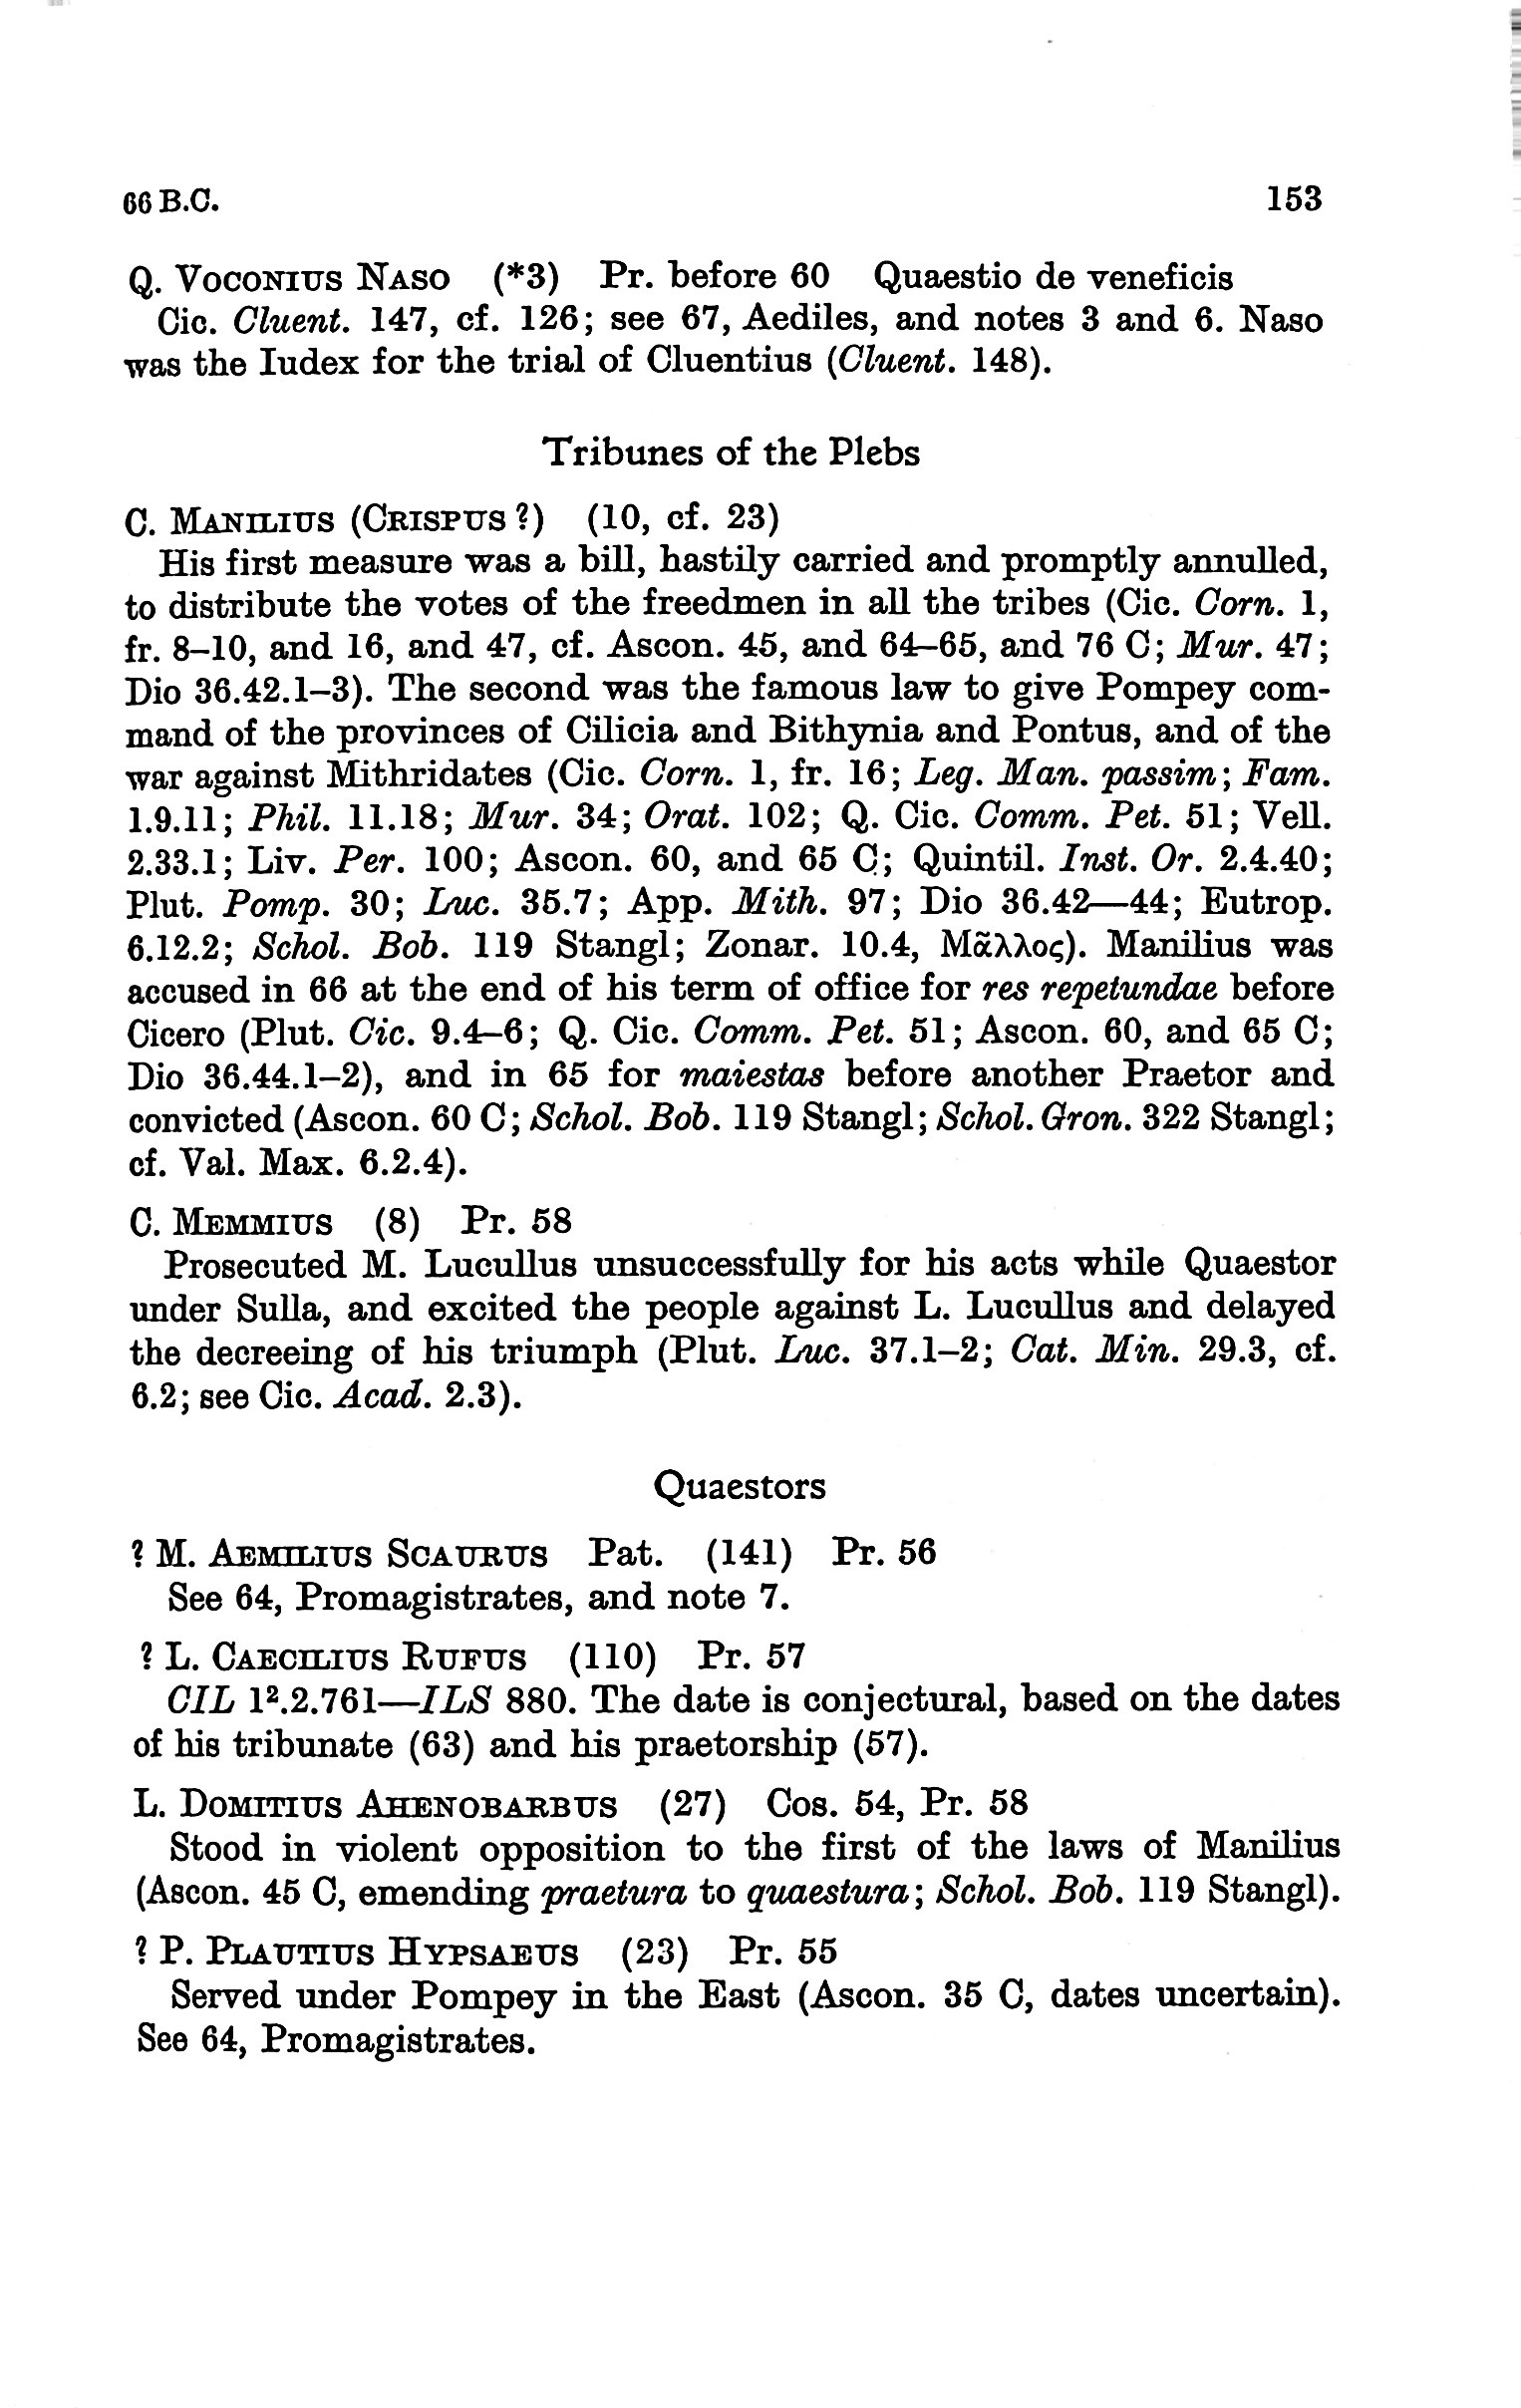 66 B.C. 153
Q. VOCONIUS NASO (*3) Pr. before 60 Quaestio de veneficis
Cic. Cluent. 147, cf. 126; see 67, Aediles, and notes 3 and 6. Naso
was the Iudex for the trial of Cluentius (Cluent. 148).
Tribunes of the Plebs
C. MANILIUS (CRISPUS?) (10, cf. 23)
His first measure was a bill, hastily carried and promptly annulled,
to distribute the votes of the freedmen in all the tribes (Cic. Corn. 1,
fr. 8–10, and 16, and 47, cf. Ascon. 45, and 64–65, and 76 C; Mur. 47;
Dio 36.42.1–3). The second was the famous law to give Pompey com-
mand of the provinces of Cilicia and Bithynia and Pontus, and of the
war against Mithridates (Cic. Corn. 1, fr. 16; Leg. Man. passim; Fam.
1.9.11; Phil. 11.18; Mur. 34; Orat. 102; Q. Cic. Comm. Pet. 51; Vell.
2.33.1; Liv. Per. 100; Ascon. 60, and 65 C; Quintil. Inst. Or. 2.4.40;
Plut. Pomp. 30; Luc. 35.7; App. Mith. 97; Dio 36.42—44; Eutrop.
6.12.2; Schol. Bob. 119 Stangl; Zonar. 10.4, Μᾶλλος). Manilius was
accused in 66 at the end of his term of office for res repetundae before
Cicero (Plut. Cic. 9.4–6; Q. Cic. Comm. Pet. 51; Ascon. 60, and 65 C;
Dio 36.44.1–2), and in 65 for maiestas before another Praetor and
convicted (Ascon. 60 C; Schol. Bob. 119 Stangl; Schol. Gron. 322 Stangl;
cf. Val. Max. 6.2.4).
C. MEMMIUS (8) Pr. 58
Prosecuted M. Lucullus unsuccessfully for his acts while Quaestor
under Sulla, and excited the people against L. Lucullus and delayed
the decreeing of his triumph (Plut. Luc. 37.1–2; Cat. Min. 29.3, cf.
6.2; see Cic. Acad. 2.3).
Quaestors
? M. AEMILIUS SCAURUS Pat. (141) Pr. 56
See 64, Promagistrates, and note 7.
? L. CAECILIUS RUFUS (110) Pr. 57
CIL 1².2.761—ILS 880. The date is conjectural, based on the dates
of his tribunate (63) and his praetorship (57).
L. DOMITIUS AHENOBARBUS (27) Cos. 54, Pr. 58
Stood in violent opposition to the first of the laws of Manilius
(Ascon. 45 C, emending praetura to quaestura; Schol. Bob. 119 Stangl).
? P. PLAUTIUS HYPSAEUS (23) Pr. 55
Served under Pompey in the East (Ascon. 35 C, dates uncertain).
See 64, Promagistrates.